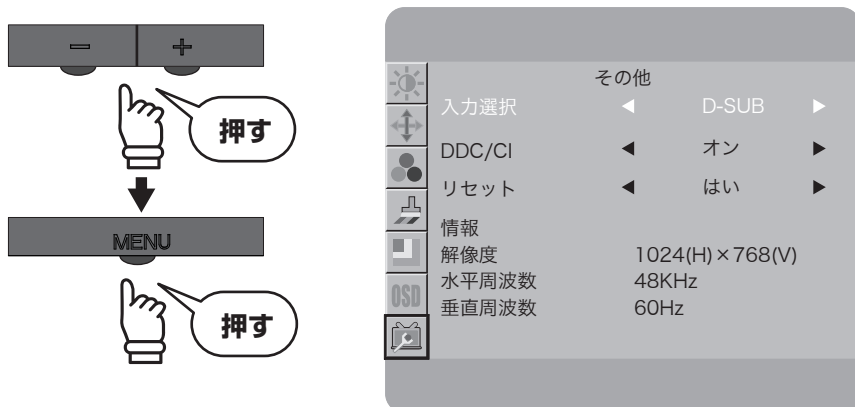 − +
押す
MENU
押す
その他
入力選択 ◀ D-SUB ▶
DDC/CI ◀ オン ▶
リセット ◀ はい ▶
情報
解像度 1024(H)×768(V)
水平周波数 48KHz
垂直周波数 60Hz
OSD